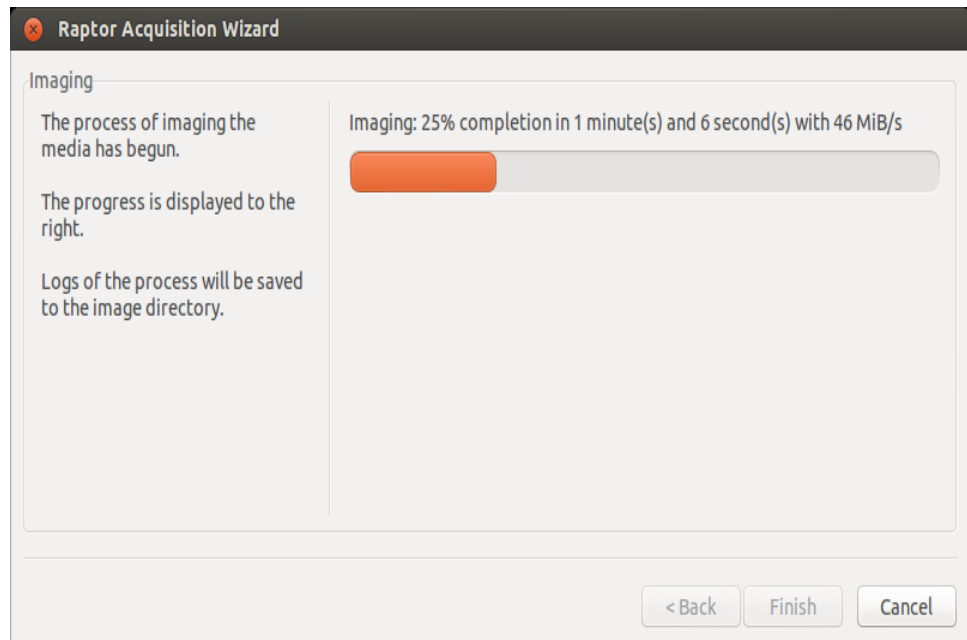 Raptor Acquisition Wizard
Imaging
The process of imaging the
media has begun.
The progress is displayed to the
right.
Logs of the process will be saved
to the image directory.
Imaging: 25% completion in 1 minute(s) and 6 second(s) with 46 MiB/s
< Back
Finish
Cancel